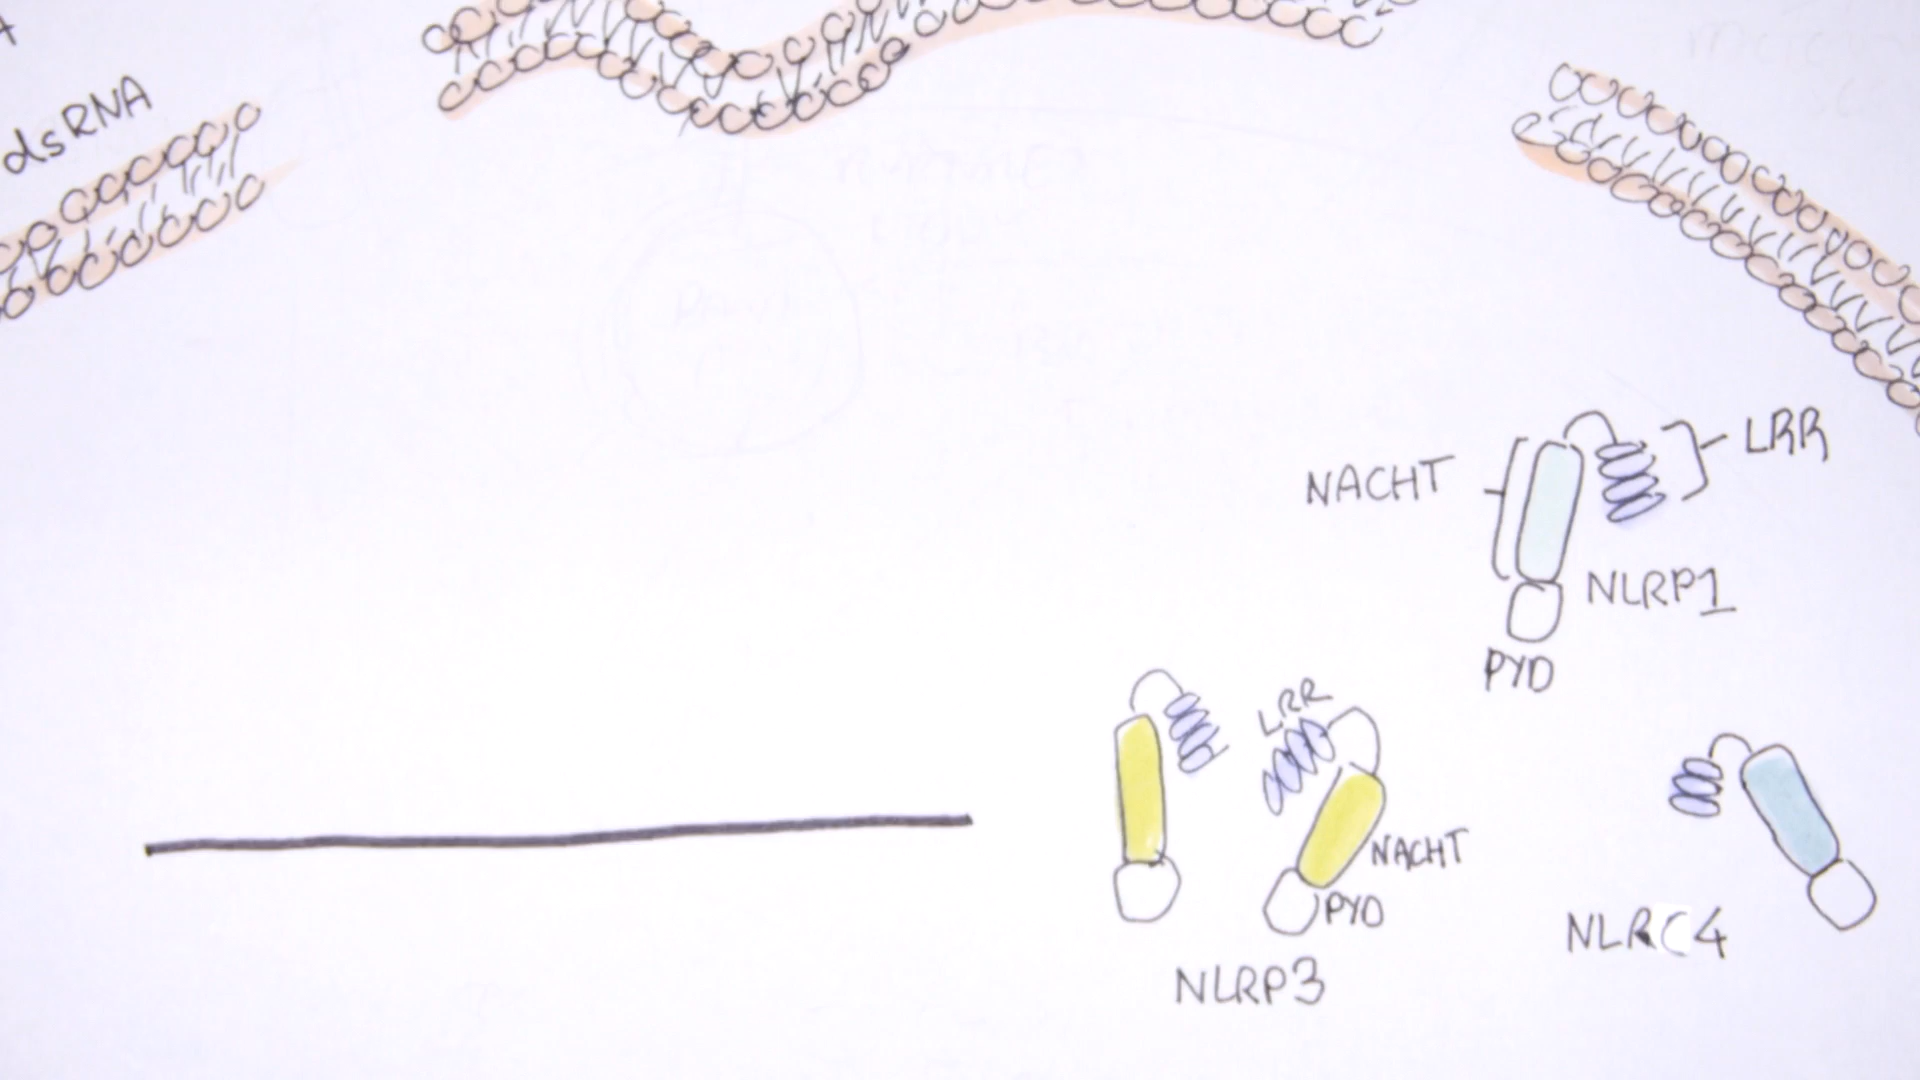 dsRNA
LRR
NACHT
NLRP1
PYD
LRR
NACHT
PYD
NLRC4
NLRP3